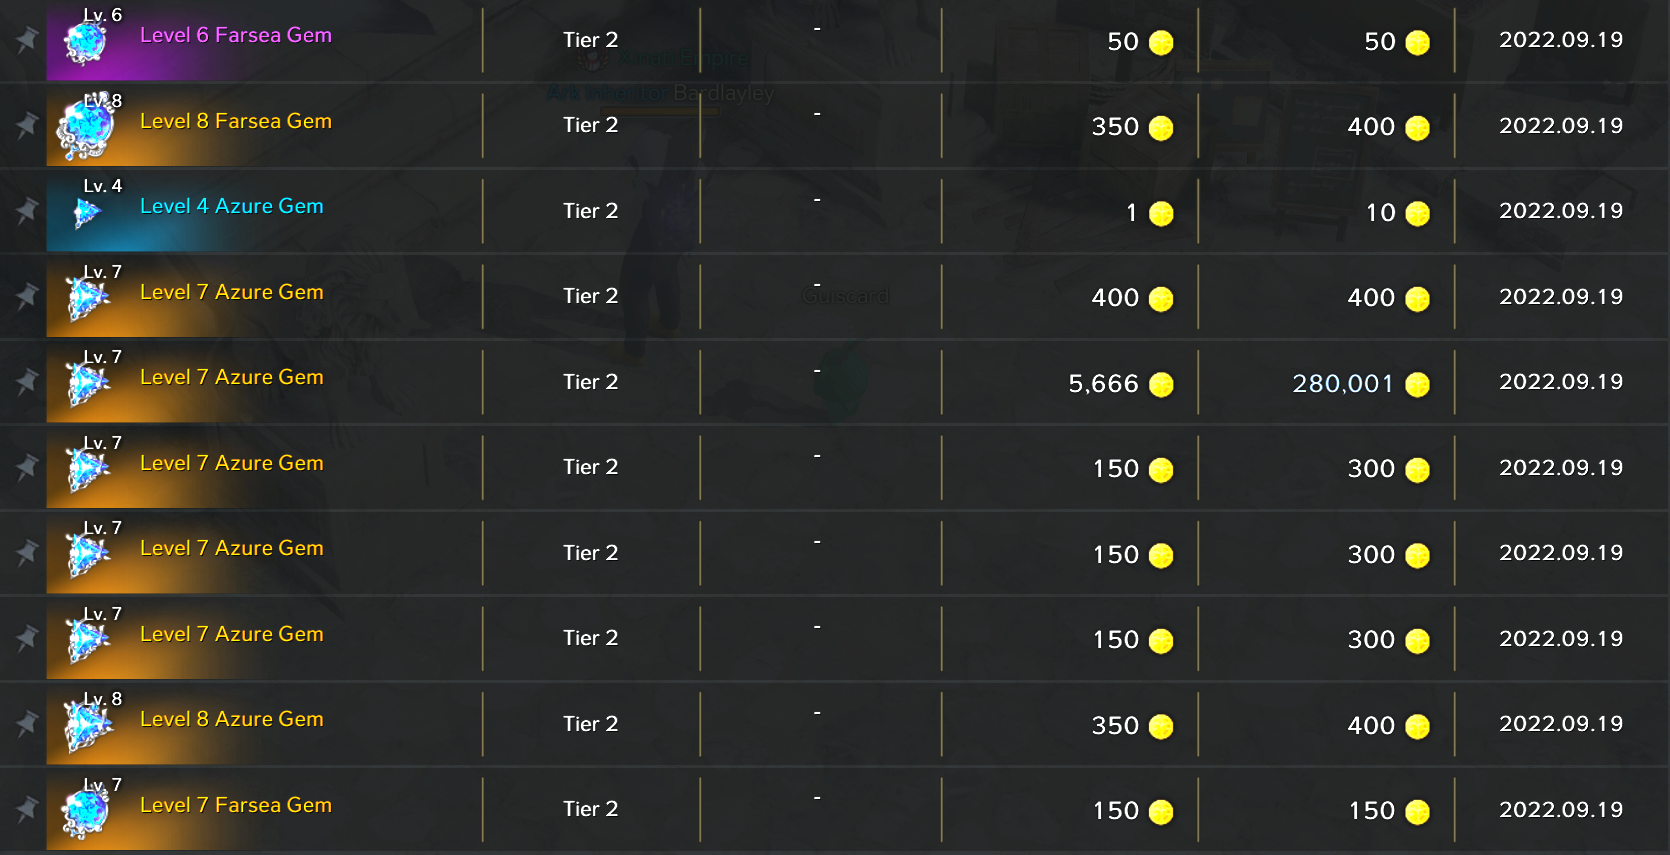 Lv. 6
Level 6 Farsea Gem Tier 2 - 50 50 2022.09.19
Xinali Empire
Ark Inheritor Bardlayley
Lv. 8
Level 8 Farsea Gem Tier 2 - 350 400 2022.09.19
Lv. 4
Level 4 Azure Gem Tier 2 - 1 10 2022.09.19
Lv. 7
Level 7 Azure Gem Tier 2 - 400 400 2022.09.19
Guiscard
Lv. 7
Level 7 Azure Gem Tier 2 - 5,666 280,001 2022.09.19
Lv. 7
Level 7 Azure Gem Tier 2 - 150 300 2022.09.19
Lv. 7
Level 7 Azure Gem Tier 2 - 150 300 2022.09.19
Lv. 7
Level 7 Azure Gem Tier 2 - 150 300 2022.09.19
Lv. 8
Level 8 Azure Gem Tier 2 - 350 400 2022.09.19
Lv. 7
Level 7 Farsea Gem Tier 2 - 150 150 2022.09.19